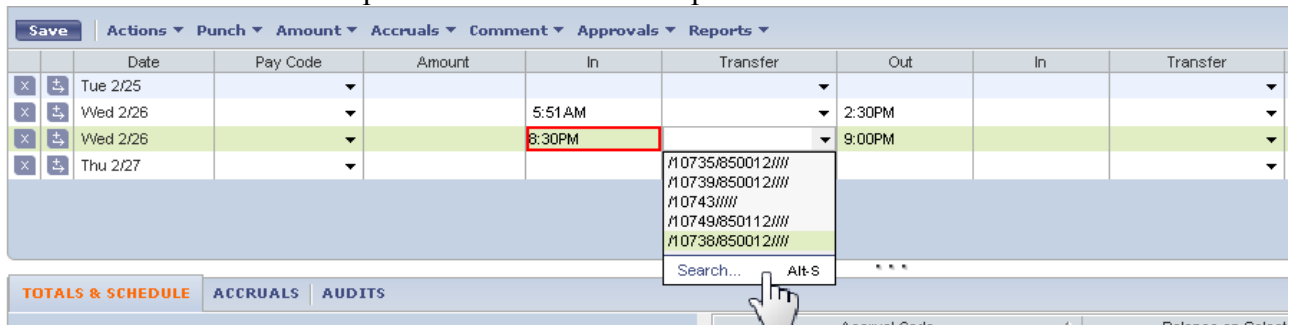 Save Actions Punch Amount Accruals Comment Approvals Reports
Date Pay Code Amount In Transfer Out In Transfer
X Tue 2/25
X Wed 2/26 5:51AM 2:30PM
X Wed 2/26 8:30PM 9:00PM
X Thu 2/27
/10735/850012////
/10739/850012////
/10743/////
/10749/850112////
/10738/850012////
Search... Alt-S
TOTALS & SCHEDULE ACCRUALS AUDITS